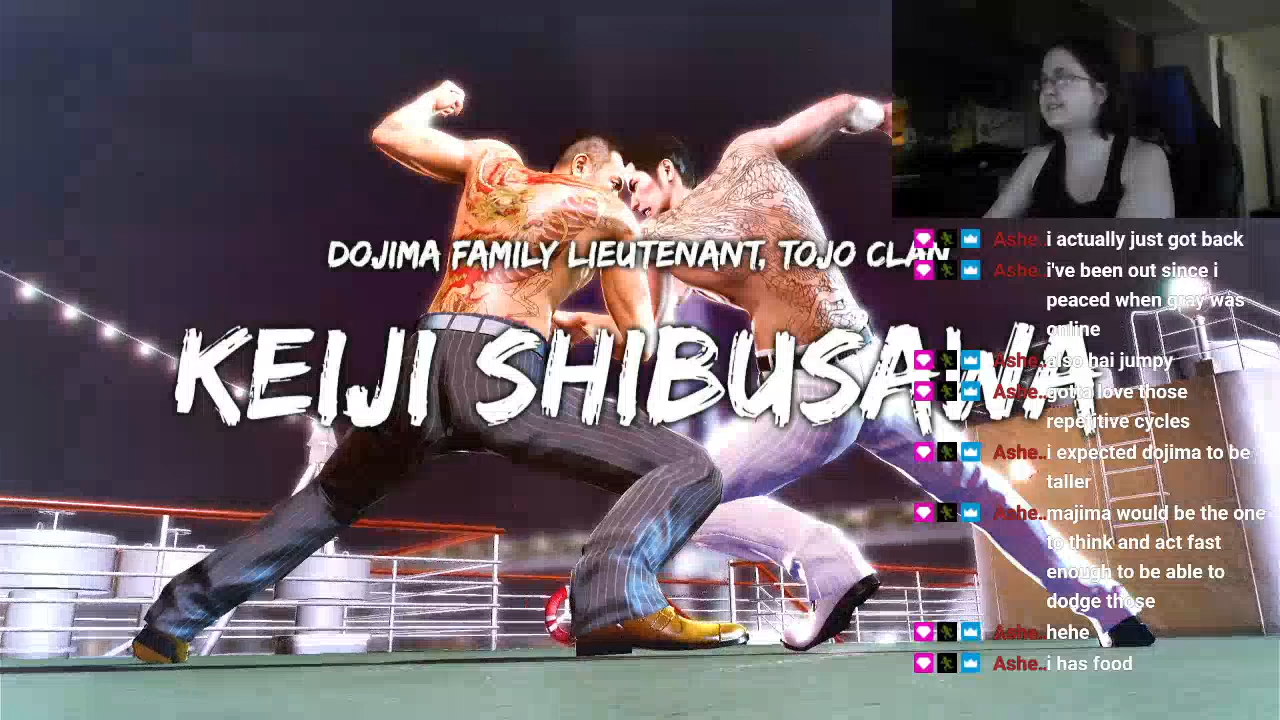 DOJIMA FAMILY LIEUTENANT, TOJO CLAN
KEIJI SHIBUSAWA
Ashe..i actually just got back
Ashe..i've been out since i
peaced when gray was
online
Ashe..also hai jumpy
Ashe..gotta love those
repetitive cycles
Ashe..i expected dojima to be
taller
Ashe..majima would be the one
to think and act fast
enough to be able to
dodge those
Ashe..hehe
Ashe..i has food